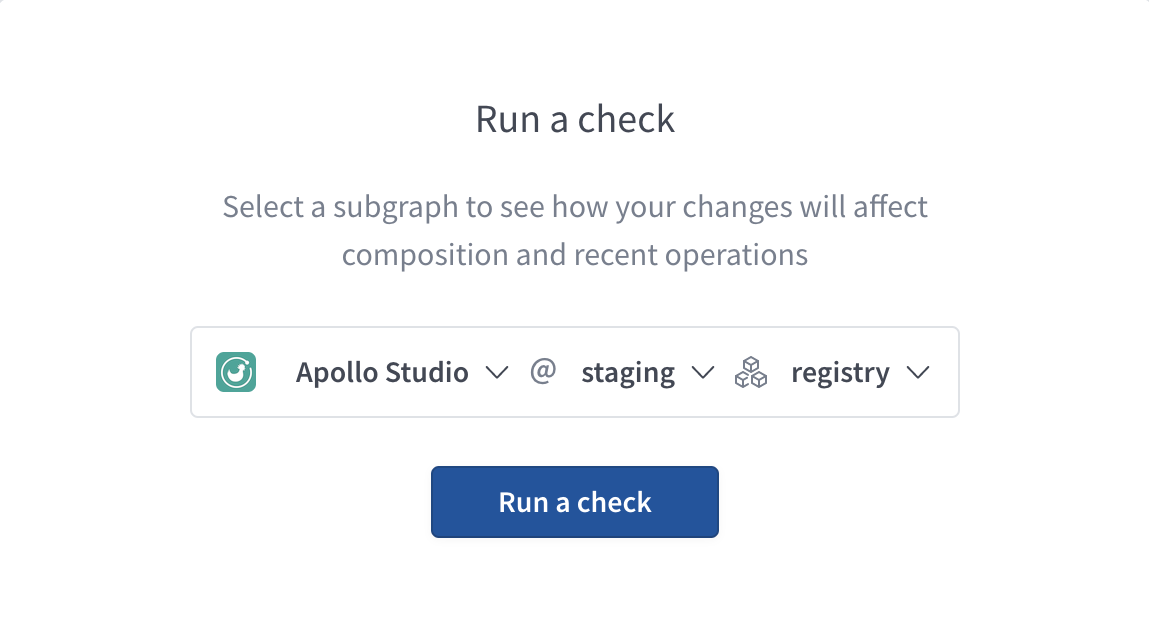 Run a check
Select a subgraph to see how your changes will affect
composition and recent operations
Apollo Studio @ staging registry
Run a check